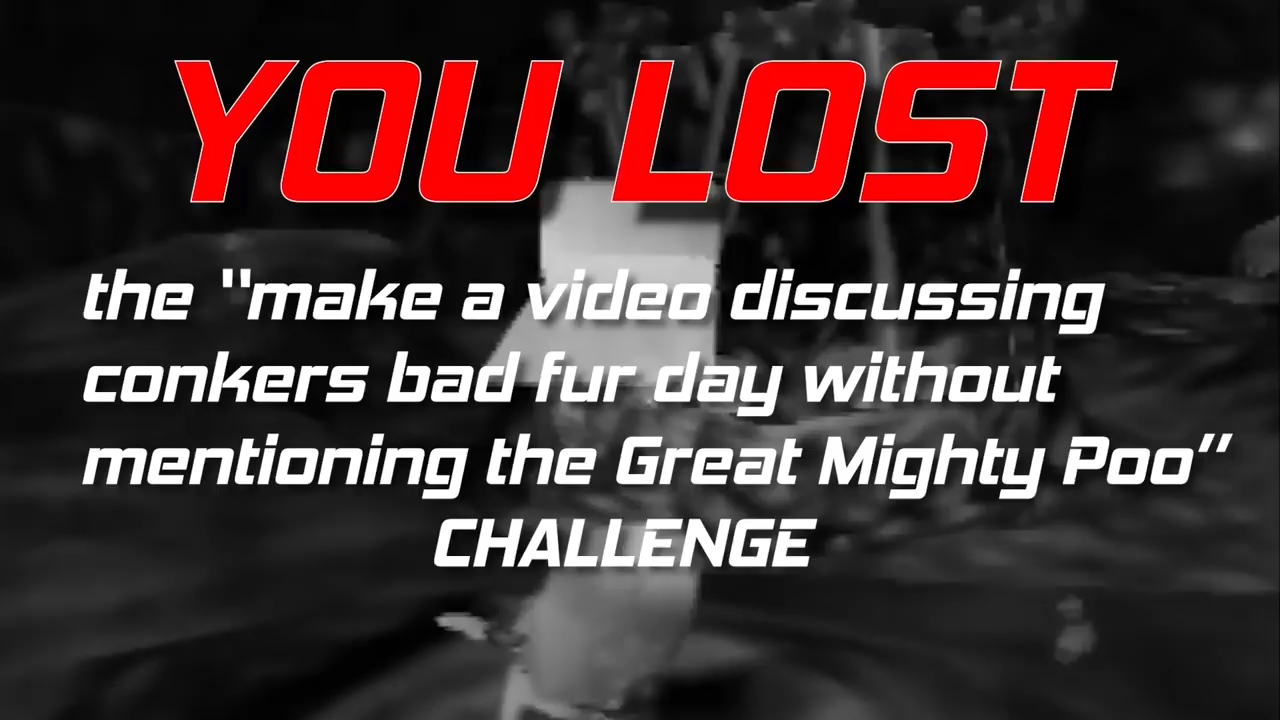 YOU LOST
the "make a video discussing
conkers bad fur day without
mentioning the Great Mighty Poo"
CHALLENGE